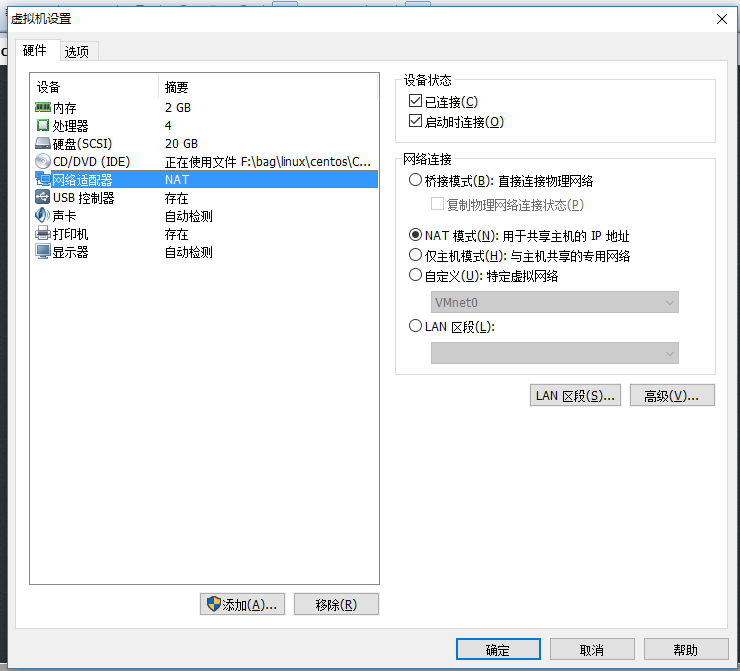 虚拟机设置
硬件 选项
设备 摘要
内存 2 GB
处理器 4
硬盘(SCSI) 20 GB
CD/DVD (IDE) 正在使用文件 F:\bag\linux\centos\C...
网络适配器 NAT
USB 控制器 存在
声卡 自动检测
打印机 存在
显示器 自动检测
添加(A)... 移除(R)
设备状态
已连接(C)
启动时连接(O)
网络连接
桥接模式(B): 直接连接物理网络
复制物理网络连接状态(P)
NAT 模式(N): 用于共享主机的 IP 地址
仅主机模式(H): 与主机共享的专用网络
自定义(U): 特定虚拟网络
VMnet0
LAN 区段(L):
LAN 区段(S)... 高级(V)...
确定 取消 帮助